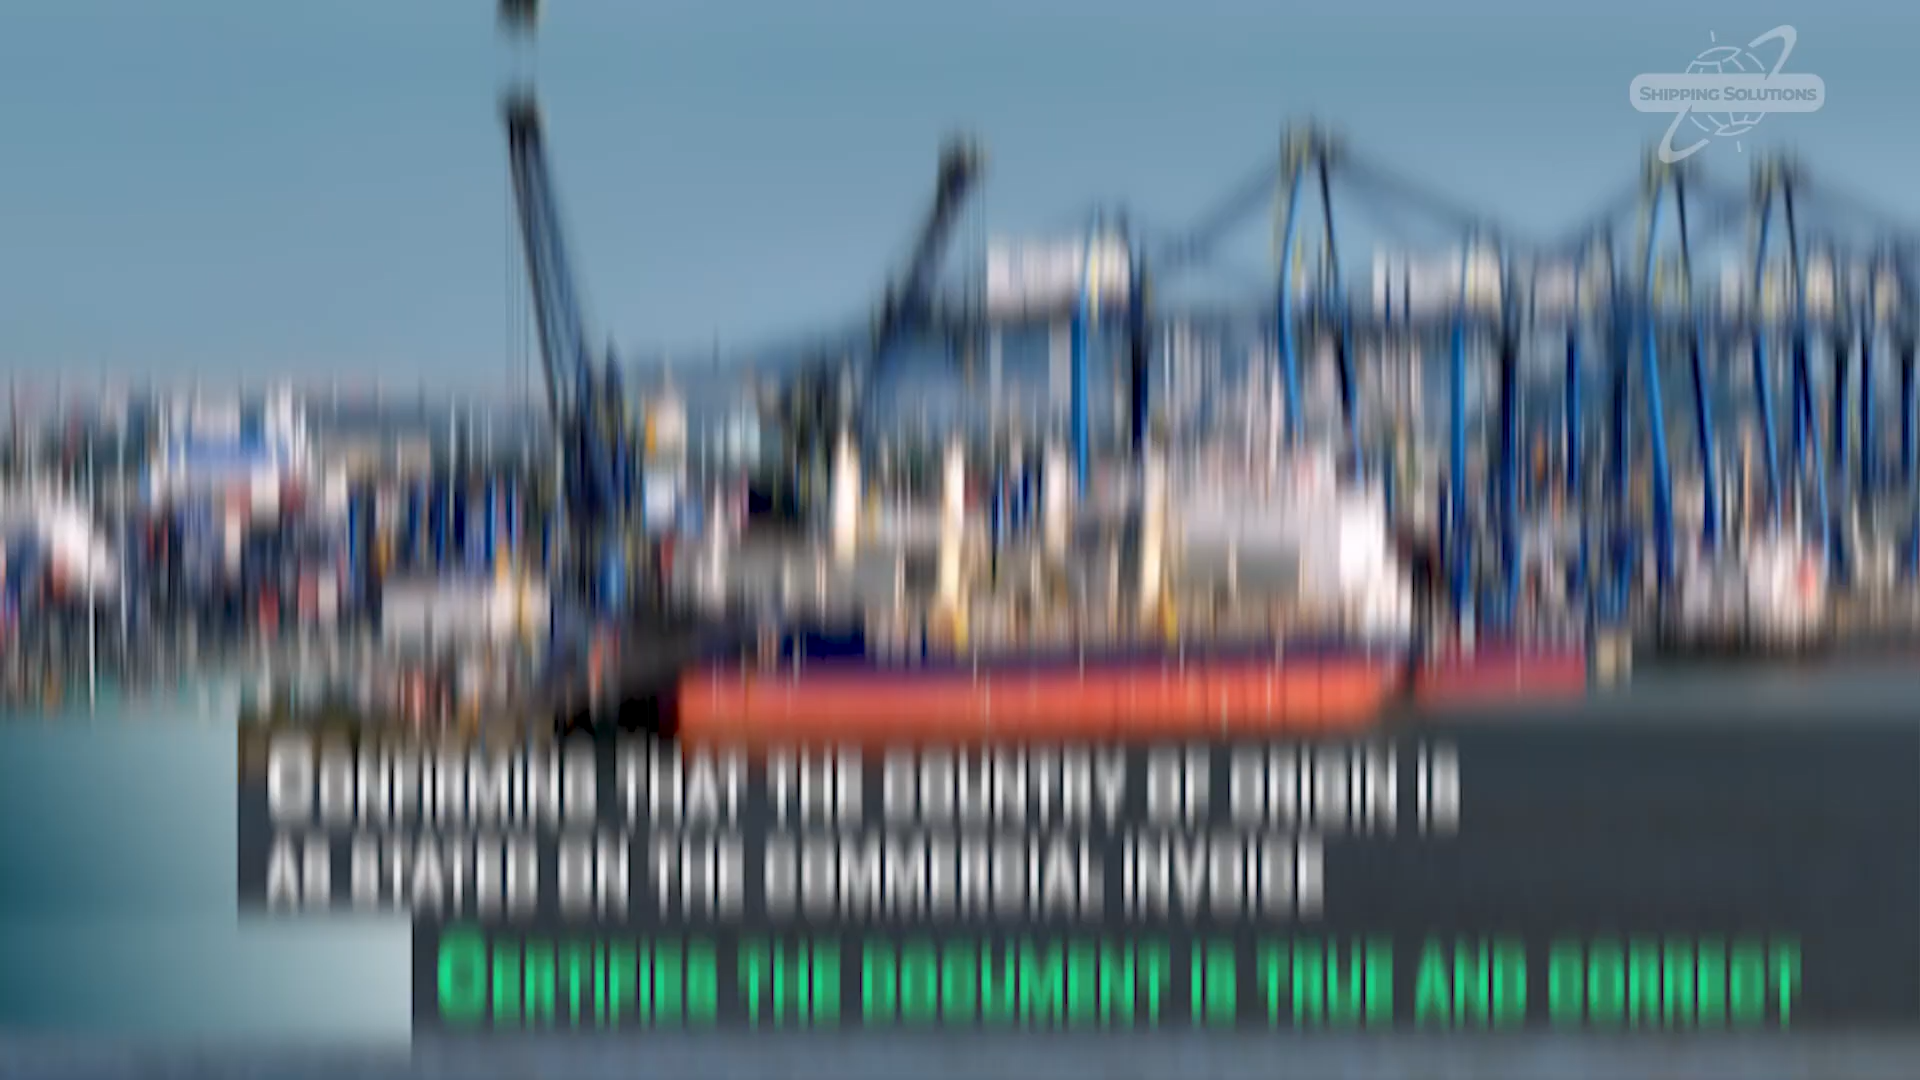 SHIPPING SOLUTIONS
CONFIRMING THAT THE COUNTRY OF ORIGIN IS
AS STATED ON THE COMMERCIAL INVOICE
CERTIFIES THE DOCUMENT IS TRUE AND CORRECT